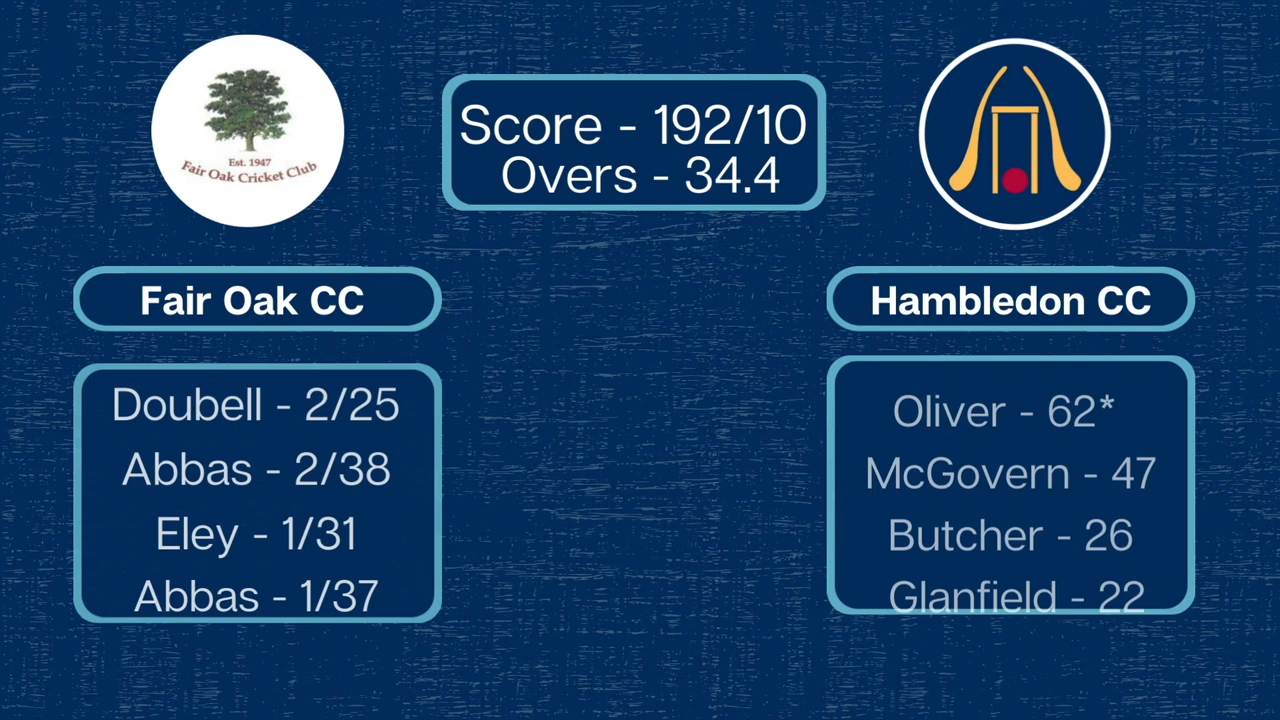 Est. 1947
Fair Oak Cricket Club
Score - 192/10
Overs - 34.4
Fair Oak CC
Doubell - 2/25
Abbas - 2/38
Eley - 1/31
Abbas - 1/37
Hambledon CC
Oliver - 62*
McGovern - 47
Butcher - 26
Glanfield - 22